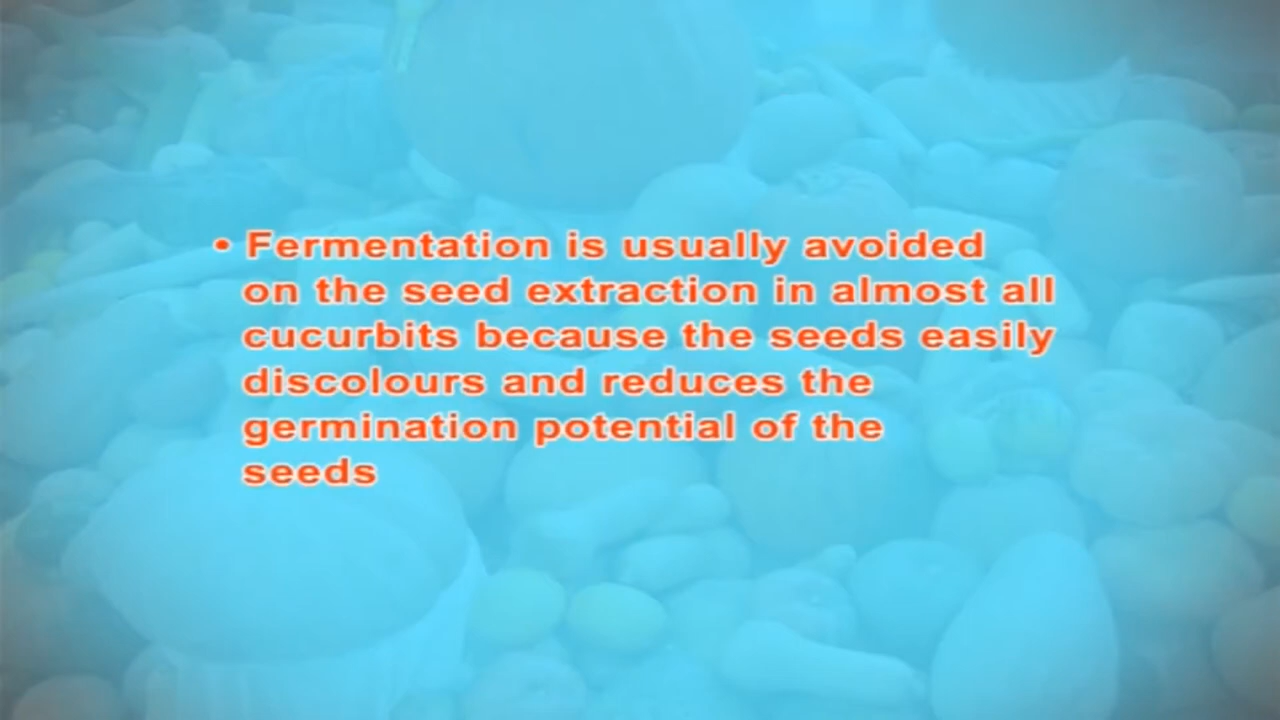 • Fermentation is usually avoided
on the seed extraction in almost all
cucurbits because the seeds easily
discolours and reduces the
germination potential of the
seeds